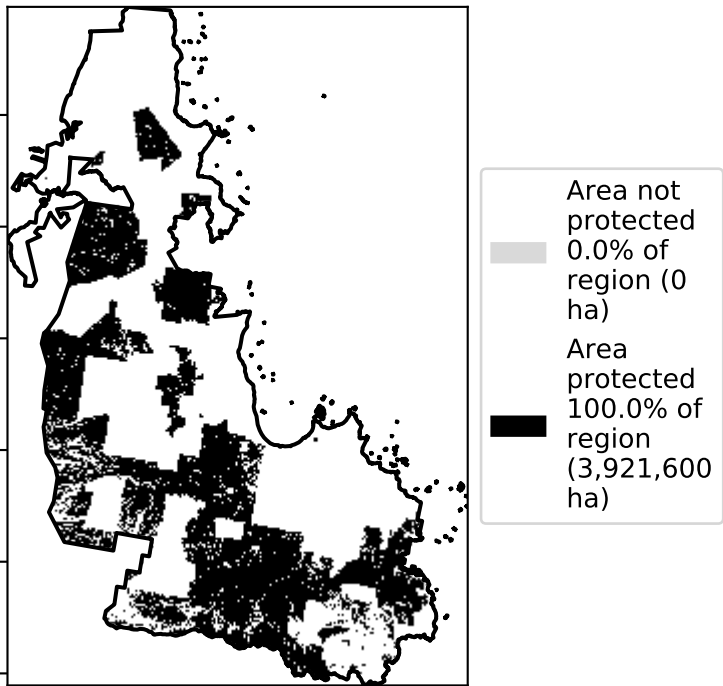 Area not
protected
0.0% of
region (0
ha)
Area
protected
100.0% of
region
(3,921,600
ha)